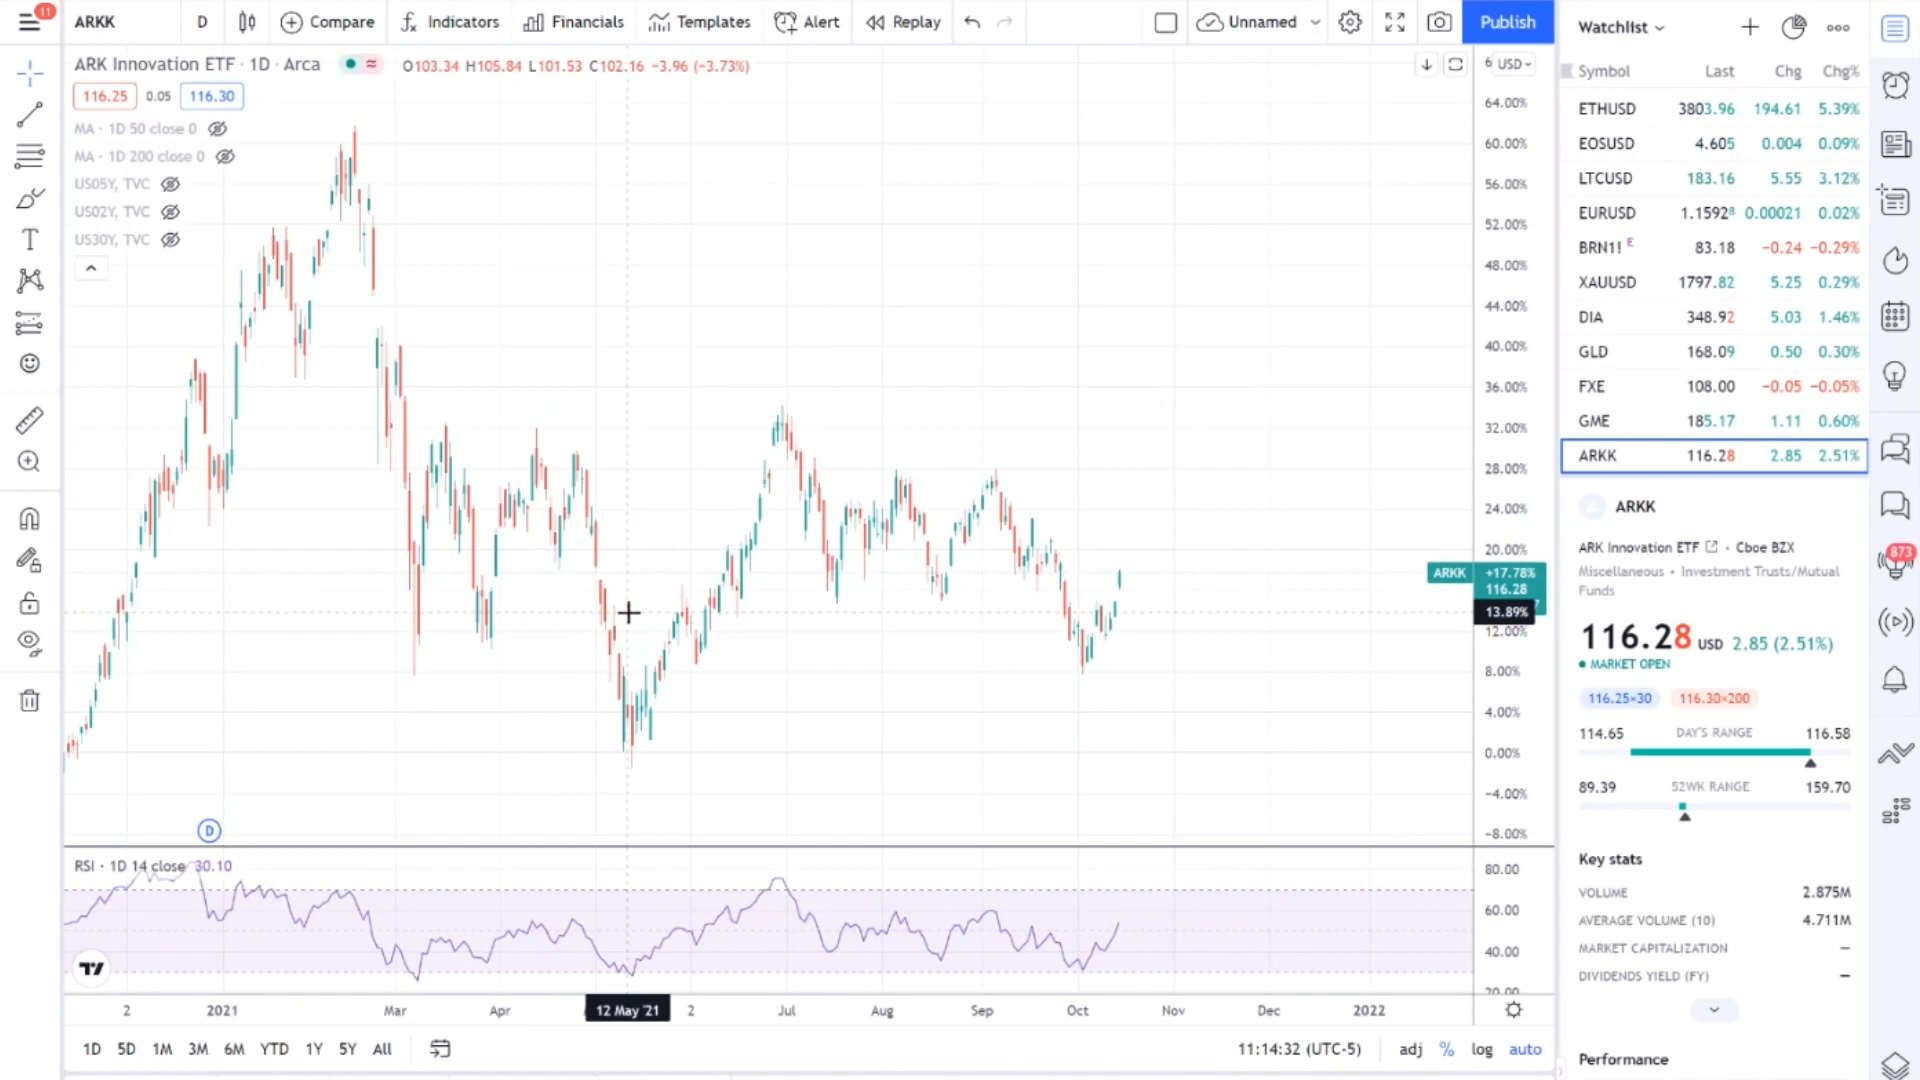 11
ARKK D Compare Indicators Financials Templates Alert Replay Unnamed Publish
ARK Innovation ETF · 1D · Arca O103.34 H105.84 L101.53 C102.16 −3.96 (−3.73%)
116.25 0.05 116.30
MA · 1D 50 close 0
MA · 1D 200 close 0
US05Y, TVC
US02Y, TVC
US30Y, TVC
USD
64.00%
60.00%
56.00%
52.00%
48.00%
44.00%
40.00%
36.00%
32.00%
28.00%
24.00%
20.00%
ARKK +17.78%
116.28
13.89%
12.00%
8.00%
4.00%
0.00%
−4.00%
−8.00%
D
RSI · 1D 14 close 30.10
80.00
60.00
40.00
20.00
2 2021 Mar Apr 12 May '21 2 Jul Aug Sep Oct Nov Dec 2022
1D 5D 1M 3M 6M YTD 1Y 5Y All 11:14:32 (UTC-5) adj % log auto
Watchlist
Symbol Last Chg Chg%
ETHUSD 3803.96 194.61 5.39%
EOSUSD 4.605 0.004 0.09%
LTCUSD 183.16 5.55 3.12%
EURUSD 1.15928 0.00021 0.02%
BRN1! E 83.18 −0.24 −0.29%
XAUUSD 1797.82 5.25 0.29%
DIA 348.92 5.03 1.46%
GLD 168.09 0.50 0.30%
FXE 108.00 −0.05 −0.05%
GME 185.17 1.11 0.60%
ARKK 116.28 2.85 2.51%
ARKK
ARK Innovation ETF • Cboe BZX
Miscellaneous • Investment Trusts/Mutual
Funds
116.28 USD 2.85 (2.51%)
MARKET OPEN
116.25×30 116.30×200
114.65 DAY'S RANGE 116.58
89.39 52WK RANGE 159.70
Key stats
VOLUME 2.875M
AVERAGE VOLUME (10) 4.711M
MARKET CAPITALIZATION —
DIVIDENDS YIELD (FY) —
Performance
873